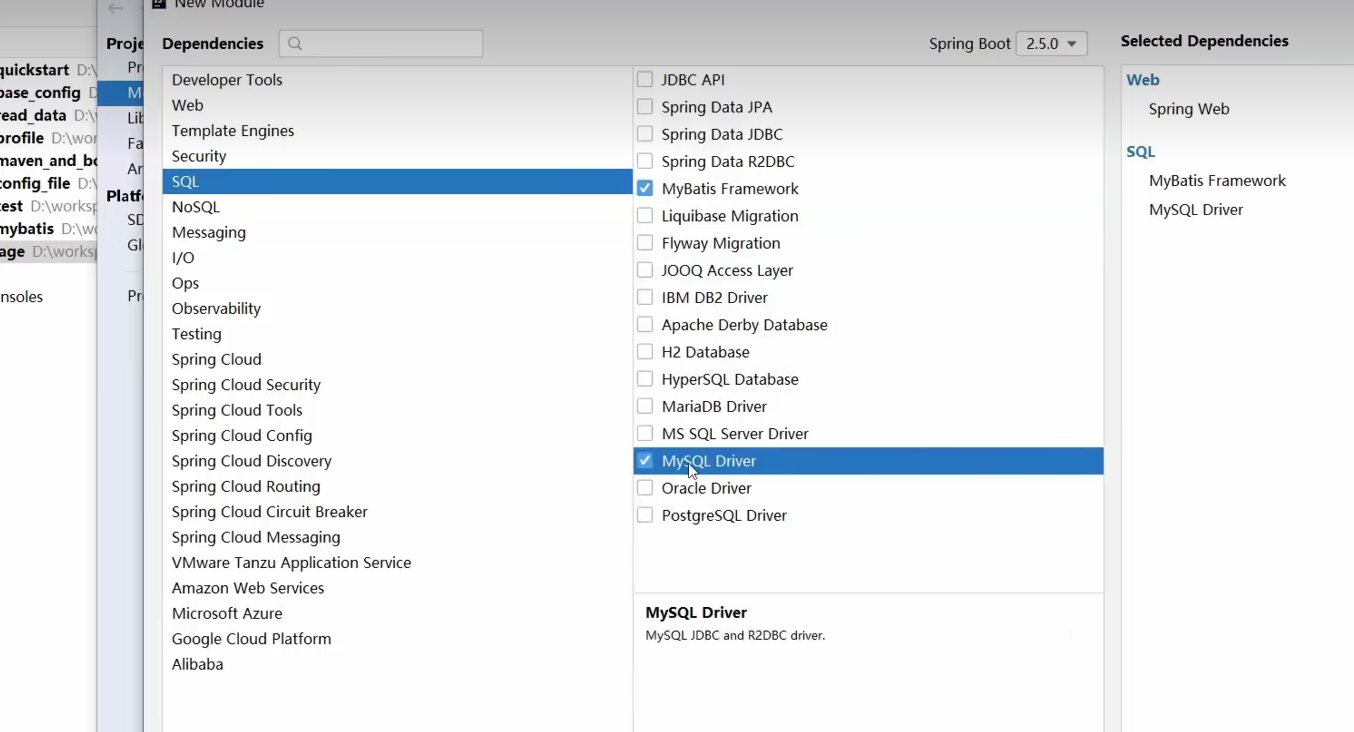 New Module
Dependencies
Spring Boot 2.5.0
Selected Dependencies
quickstart D:\
base_config D
read_data D:\
profile D:\wor
maven_and_bo
config_file D:\
test D:\worksp
mybatis D:\wo
age D:\worksp
nsoles
Proje
Pr
M
Lib
Fa
Ar
Platf
SD
Gl
Pr
Developer Tools
Web
Template Engines
Security
SQL
NoSQL
Messaging
I/O
Ops
Observability
Testing
Spring Cloud
Spring Cloud Security
Spring Cloud Tools
Spring Cloud Config
Spring Cloud Discovery
Spring Cloud Routing
Spring Cloud Circuit Breaker
Spring Cloud Messaging
VMware Tanzu Application Service
Amazon Web Services
Microsoft Azure
Google Cloud Platform
Alibaba
JDBC API
Spring Data JPA
Spring Data JDBC
Spring Data R2DBC
MyBatis Framework
Liquibase Migration
Flyway Migration
JOOQ Access Layer
IBM DB2 Driver
Apache Derby Database
H2 Database
HyperSQL Database
MariaDB Driver
MS SQL Server Driver
MySQL Driver
Oracle Driver
PostgreSQL Driver
MySQL Driver
MySQL JDBC and R2DBC driver.
Web
Spring Web
SQL
MyBatis Framework
MySQL Driver